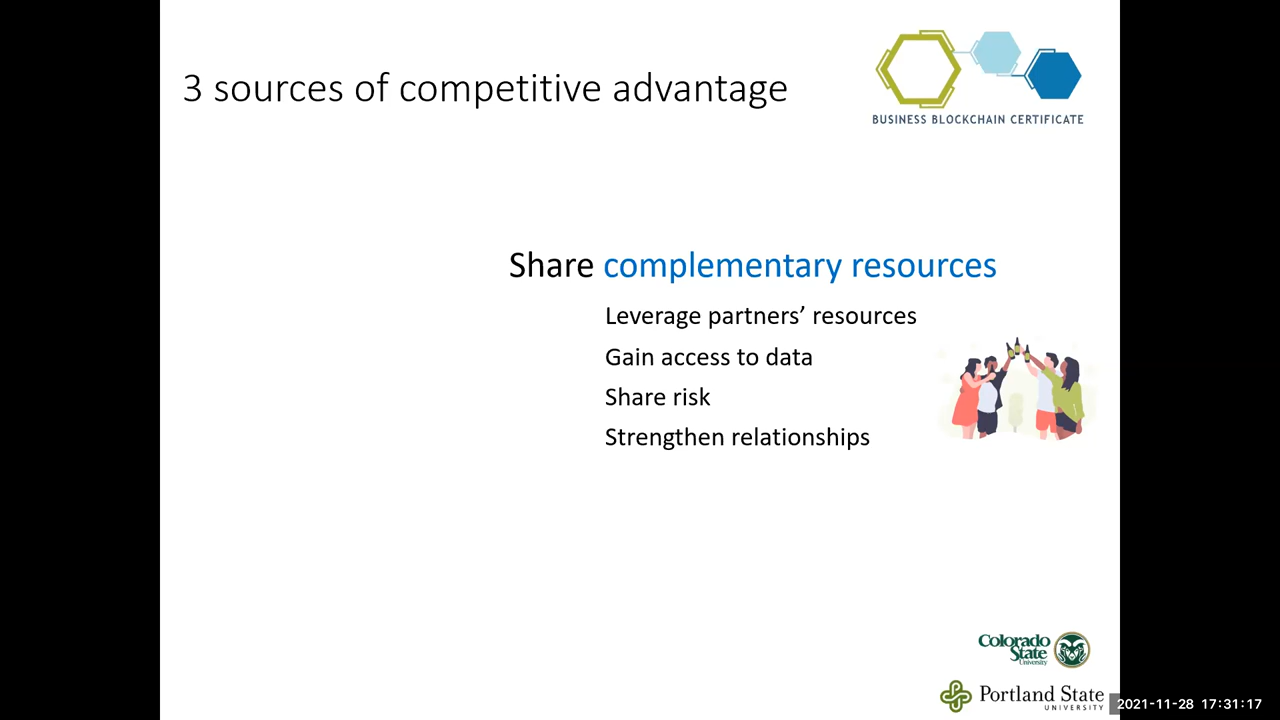 3 sources of competitive advantage
BUSINESS BLOCKCHAIN CERTIFICATE
Share complementary resources
Leverage partners’ resources
Gain access to data
Share risk
Strengthen relationships
Colorado
State
University
Portland State
UNIVERSITY
2021-11-28 17:31:17